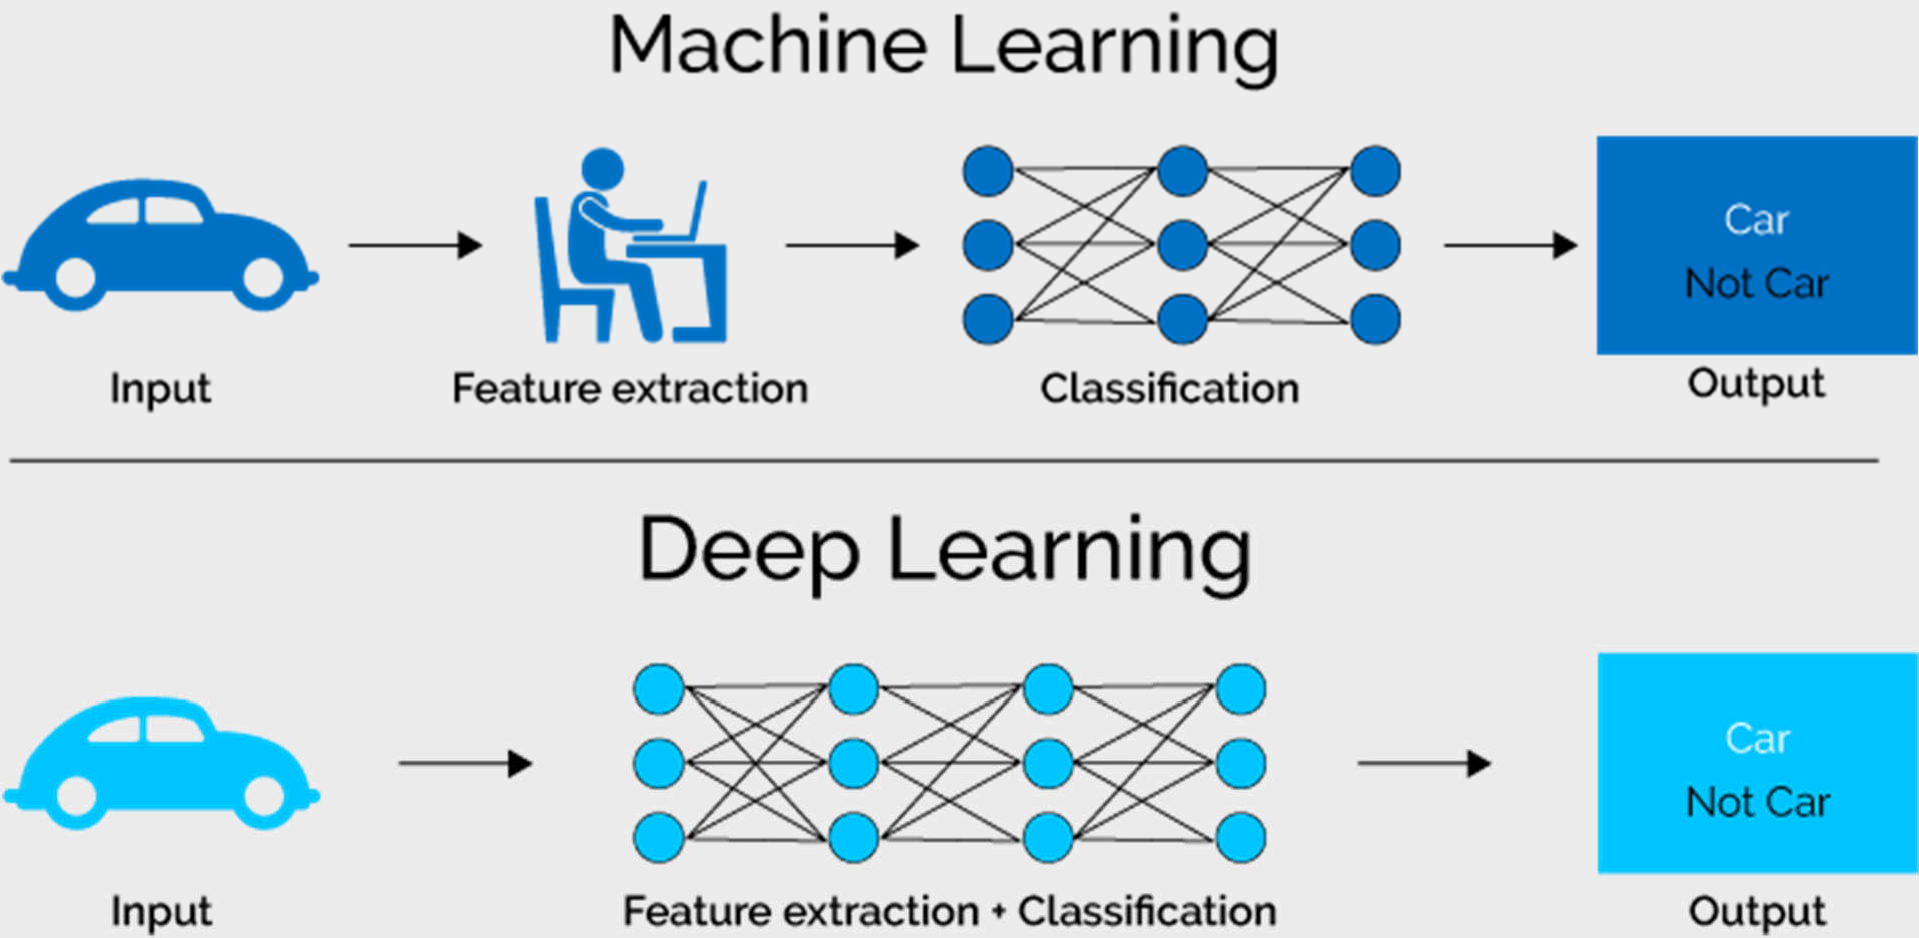 Machine Learning
Car
Not Car
Input
Feature extraction
Classification
Output
Deep Learning
Car
Not Car
Input
Feature extraction + Classification
Output